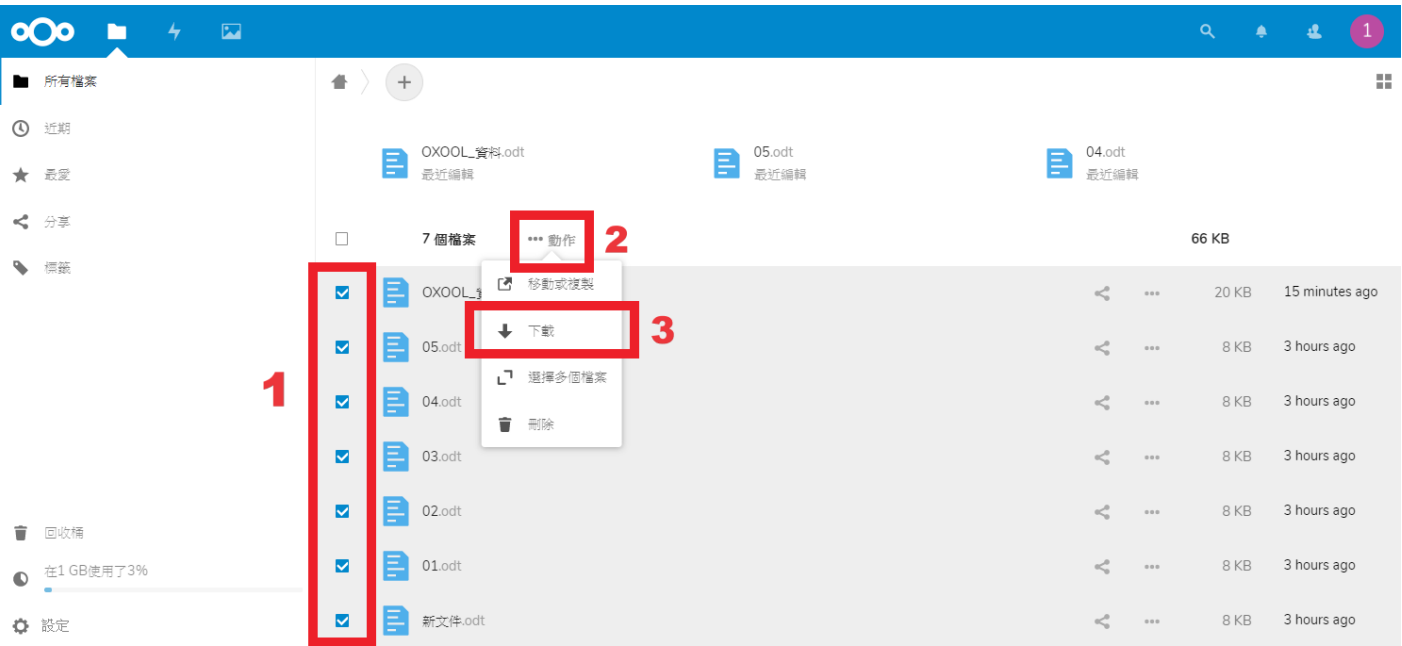 1
所有檔案
近期
最愛
分享
標籤
+
OXOOL_資料.odt
最近編輯
05.odt
最近編輯
04.odt
最近編輯
7 個檔案
••• 動作
2
66 KB
移動或複製
下載
3
選擇多個檔案
刪除
1
OXOOL_
20 KB
15 minutes ago
05.odt
8 KB
3 hours ago
04.odt
8 KB
3 hours ago
03.odt
8 KB
3 hours ago
02.odt
8 KB
3 hours ago
01.odt
8 KB
3 hours ago
新文件.odt
8 KB
3 hours ago
回收桶
在1 GB使用了3%
設定